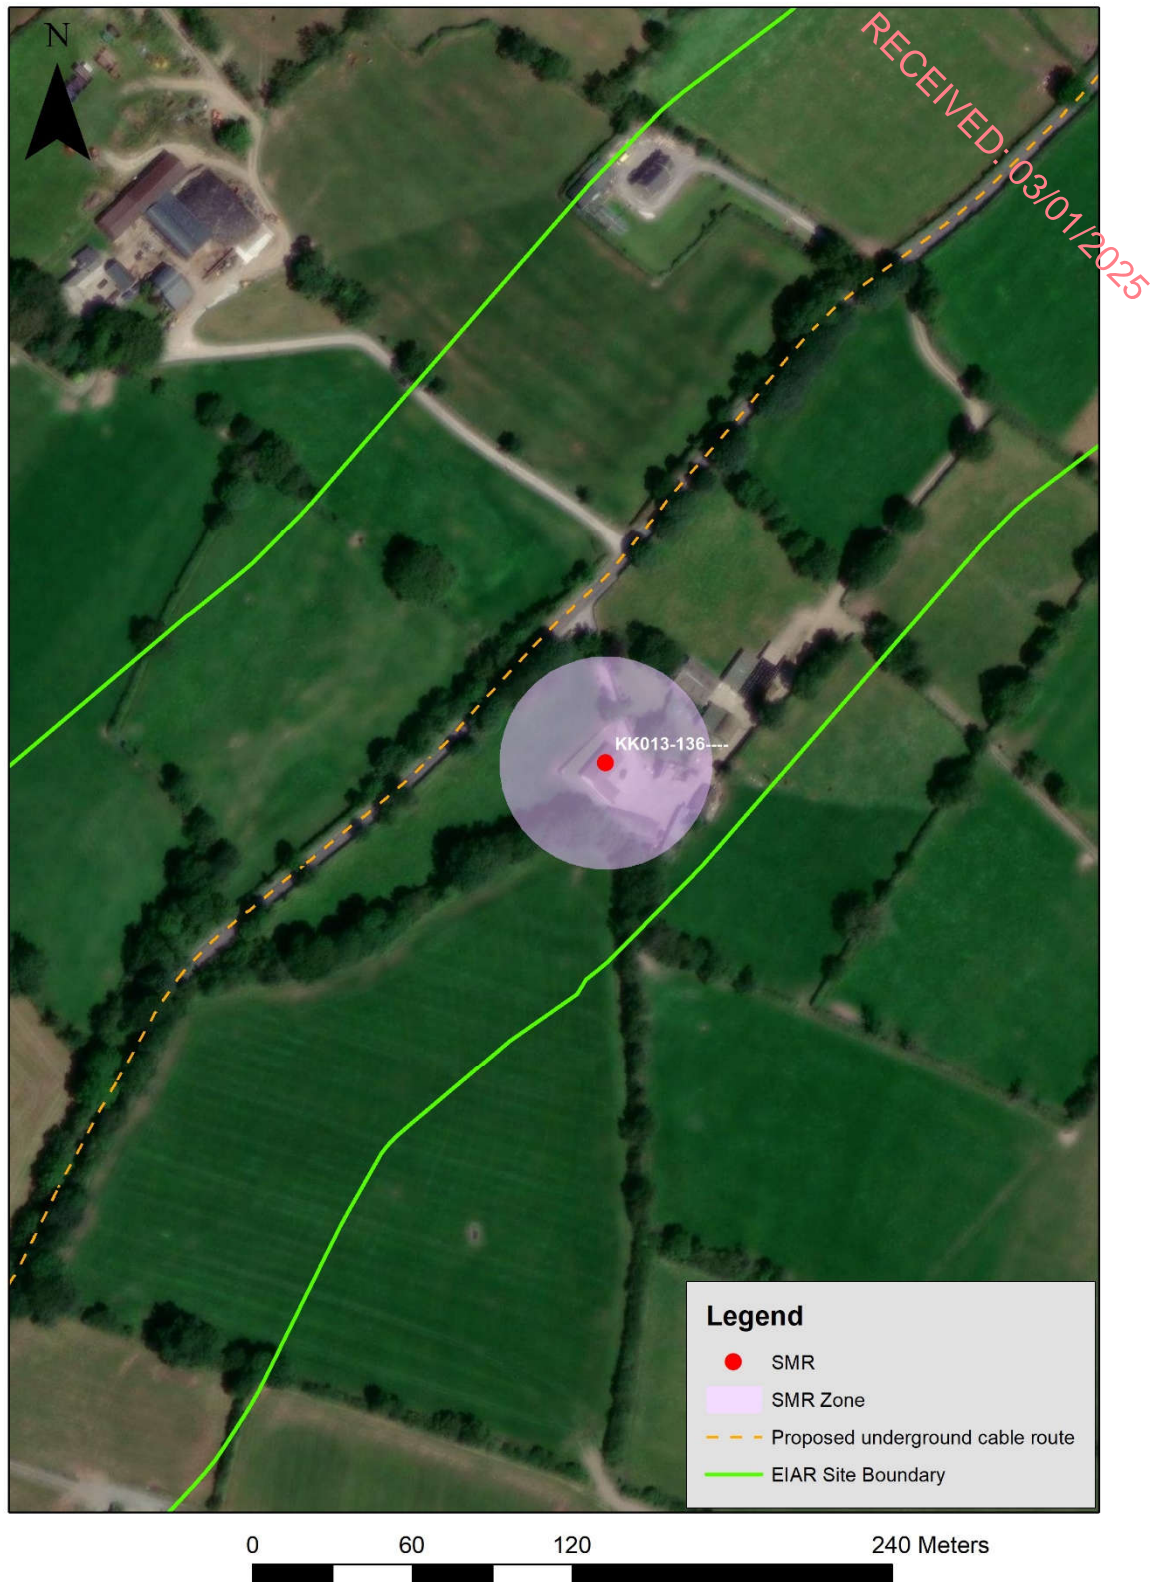 N
RECEIVED: 03/01/2025
KK013-136----
Legend
SMR
SMR Zone
Proposed underground cable route
EIAR Site Boundary
0 60 120 240 Meters